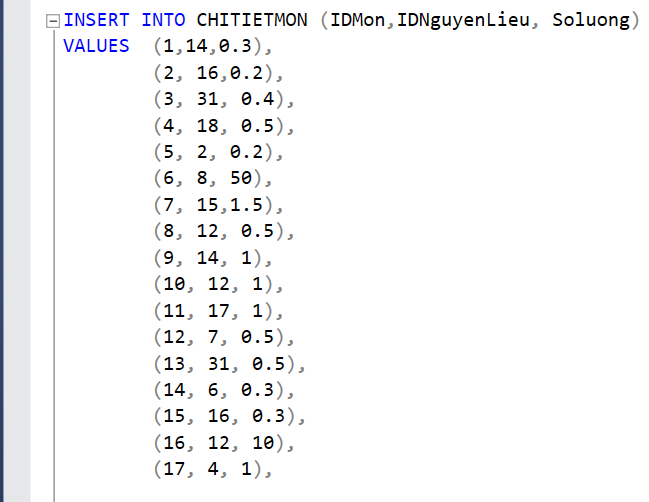 INSERT INTO CHITIETMON (IDMon,IDNguyenLieu, Soluong)
VALUES  (1,14,0.3),
(2, 16,0.2),
(3, 31, 0.4),
(4, 18, 0.5),
(5, 2, 0.2),
(6, 8, 50),
(7, 15,1.5),
(8, 12, 0.5),
(9, 14, 1),
(10, 12, 1),
(11, 17, 1),
(12, 7, 0.5),
(13, 31, 0.5),
(14, 6, 0.3),
(15, 16, 0.3),
(16, 12, 10),
(17, 4, 1),